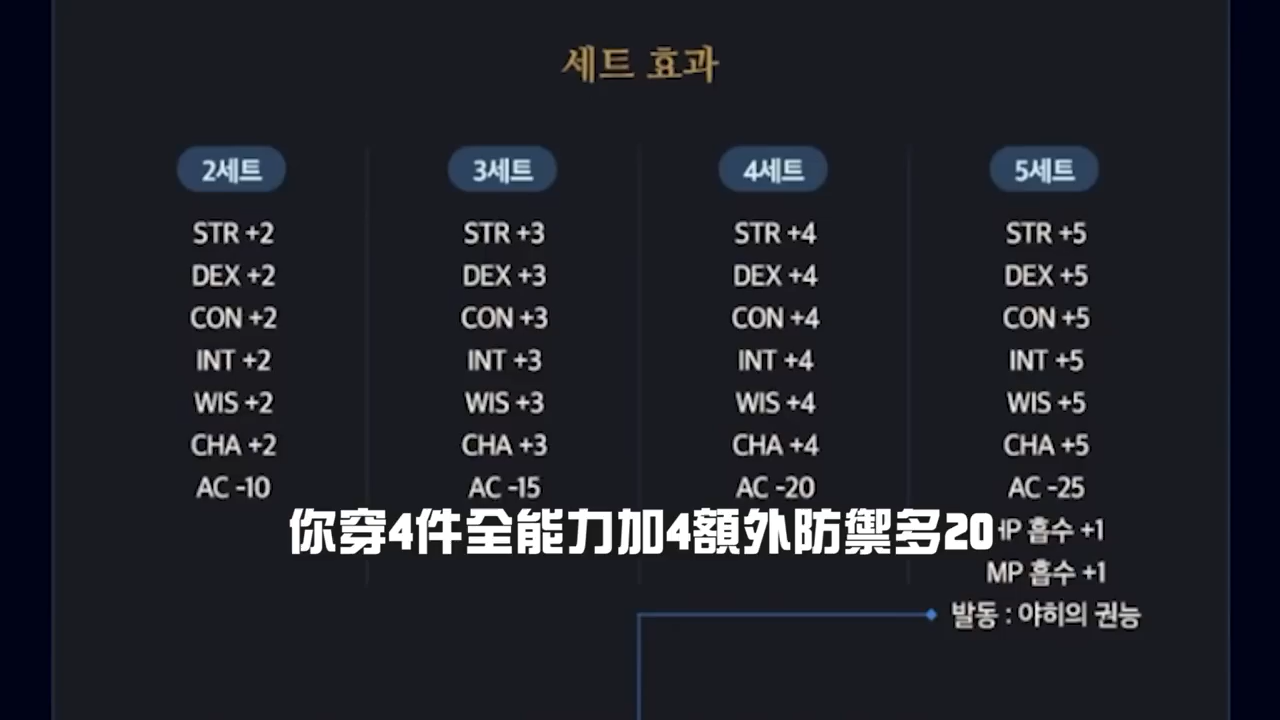 세트 효과
2세트
STR +2
DEX +2
CON +2
INT +2
WIS +2
CHA +2
AC -10
3세트
STR +3
DEX +3
CON +3
INT +3
WIS +3
CHA +3
AC -15
4세트
STR +4
DEX +4
CON +4
INT +4
WIS +4
CHA +4
AC -20
5세트
STR +5
DEX +5
CON +5
INT +5
WIS +5
CHA +5
AC -25
HP 흡수 +1
MP 흡수 +1
발동 : 야히의 권능
你穿4件全能力加4額外防禦多20